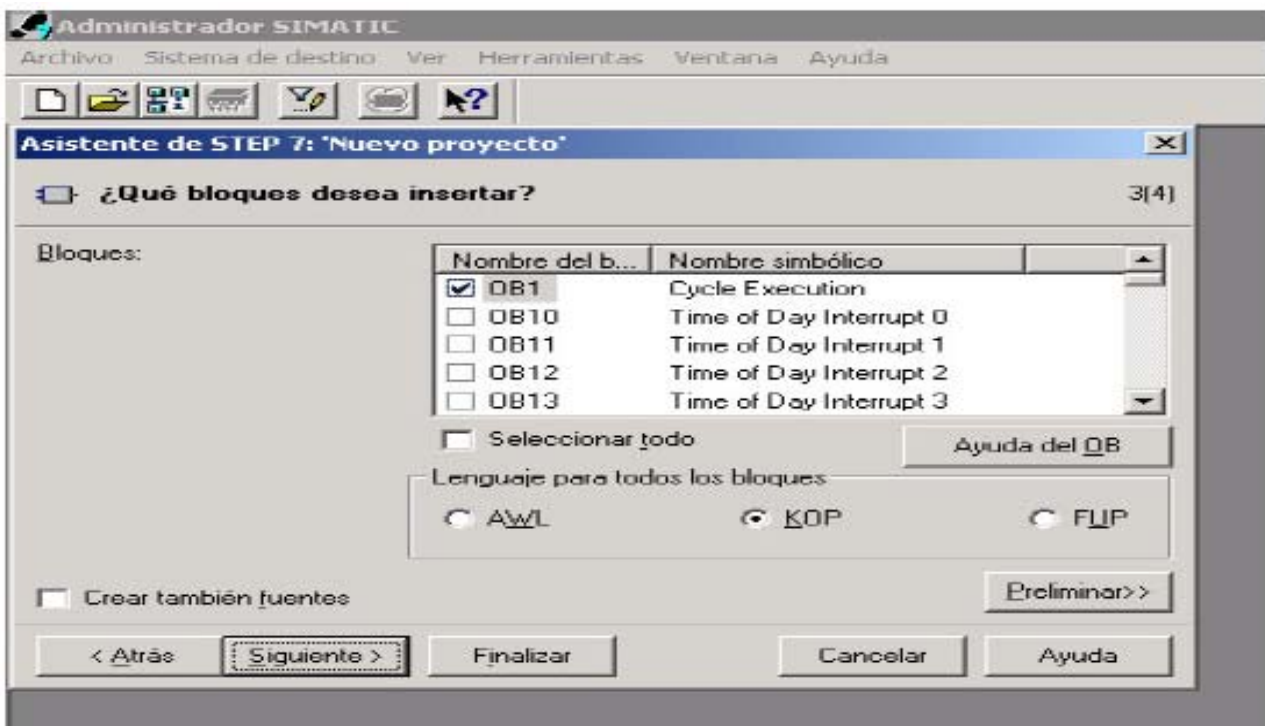 Administrador SIMATIC
Archivo Sistema de destino Ver Herramientas Ventana Ayuda
Asistente de STEP 7: 'Nuevo proyecto'
¿Qué bloques desea insertar? 3(4)
Bloques:
Nombre del b... Nombre simbólico
OB1 Cycle Execution
OB10 Time of Day Interrupt 0
OB11 Time of Day Interrupt 1
OB12 Time of Day Interrupt 2
OB13 Time of Day Interrupt 3
Seleccionar todo Ayuda del OB
Lenguaje para todos los bloques
AWL KOP FUP
Crear también fuentes Preliminar>>
< Atrás Siguiente > Finalizar Cancelar Ayuda